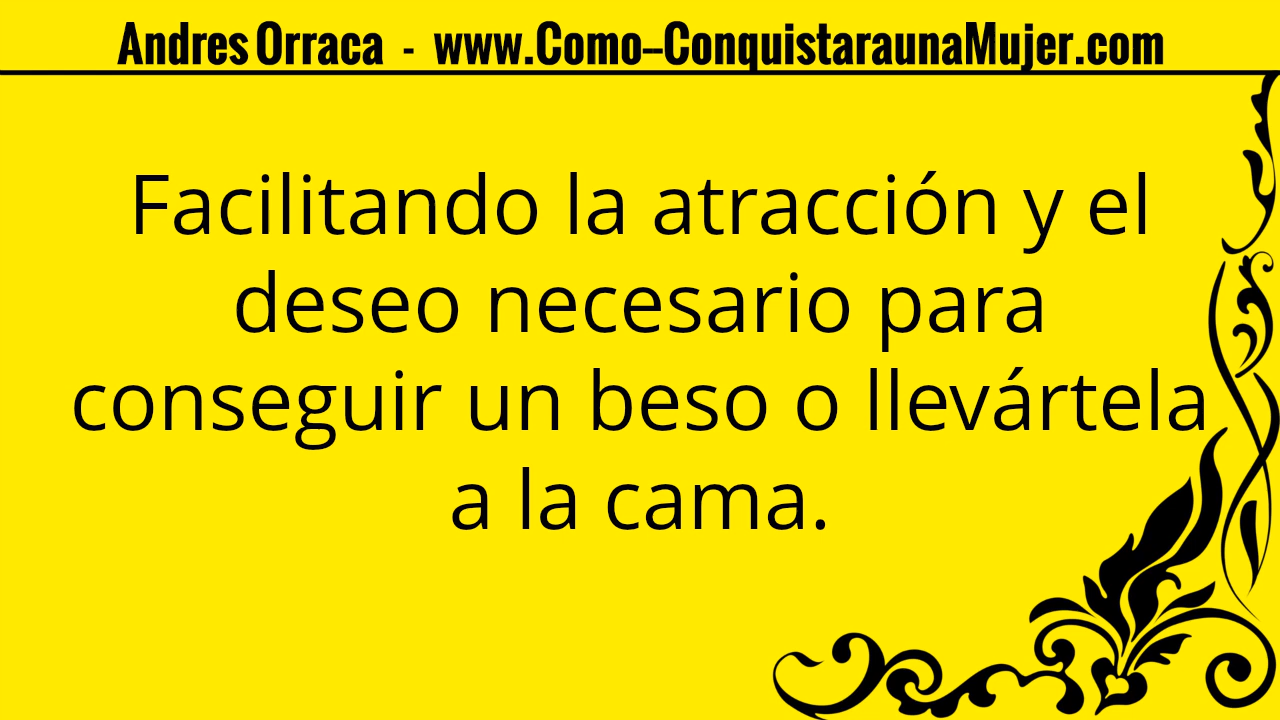 Andres Orraca - www.Como-ConquistaraunaMujer.com
Facilitando la atracción y el
deseo necesario para
conseguir un beso o llevártela
a la cama.